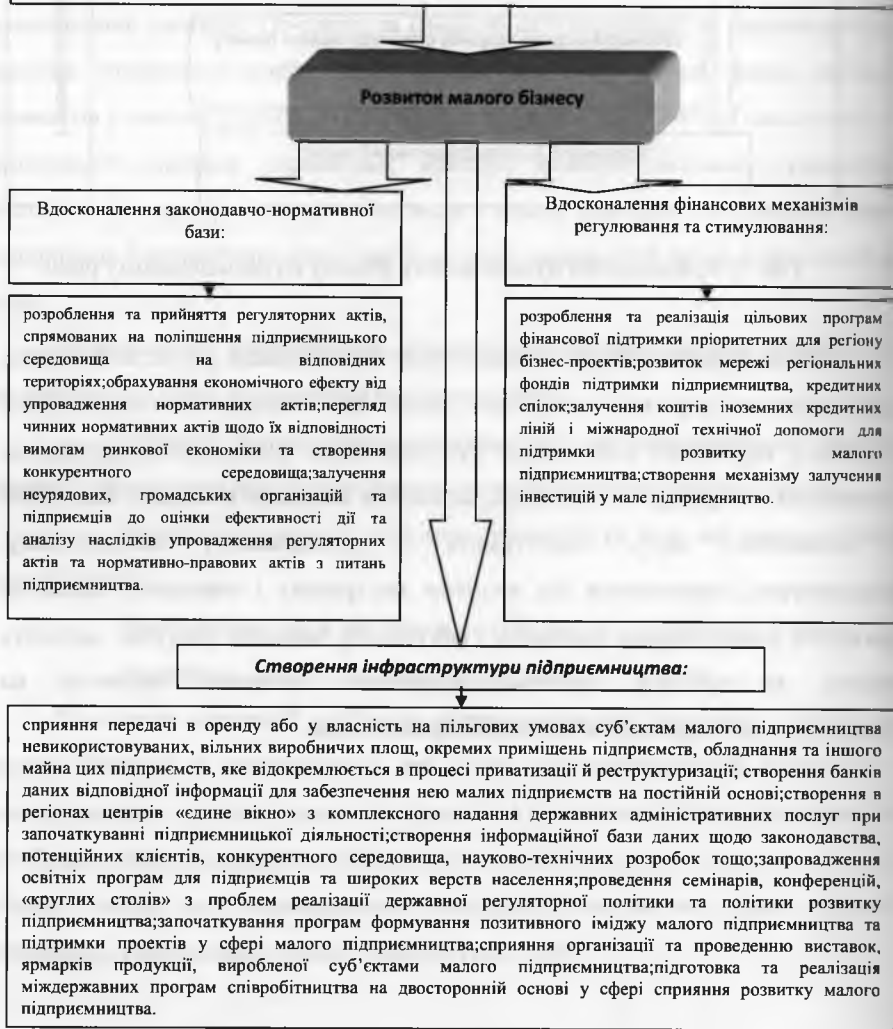 Розвиток малого бізнесу
Вдосконалення законодавчо-нормативної
бази:
Вдосконалення фінансових механізмів
регулювання та стимулювання:
розроблення та прийняття регуляторних актів,
спрямованих на поліпшення підприємницького
середовища на відповідних
територіях;обрахування економічного ефекту від
упровадження нормативних актів;перегляд
чинних нормативних актів щодо їх відповідності
вимогам ринкової економіки та створення
конкурентного середовища;залучення
неурядових, громадських організацій та
підприємців до оцінки ефективності дії та
аналізу наслідків упровадження регуляторних
актів та нормативно-правових актів з питань
підприємництва.
розроблення та реалізація цільових програм
фінансової підтримки пріоритетних для регіону
бізнес-проектів;розвиток мережі регіональних
фондів підтримки підприємництва, кредитних
спілок;залучення коштів іноземних кредитних
ліній і міжнародної технічної допомоги для
підтримки розвитку малого
підприємництва;створення механізму залучення
інвестицій у мале підприємництво.
Створення інфраструктури підприємництва:
сприяння передачі в оренду або у власність на пільгових умовах суб’єктам малого підприємництва
невикористовуваних, вільних виробничих площ, окремих приміщень підприємств, обладнання та іншого
майна цих підприємств, яке відокремлюється в процесі приватизації й реструктуризації; створення банків
даних відповідної інформації для забезпечення нею малих підприємств на постійній основі;створення в
регіонах центрів «єдине вікно» з комплексного надання державних адміністративних послуг при
започаткуванні підприємницької діяльності;створення інформаційної бази даних щодо законодавства,
потенційних клієнтів, конкурентного середовища, науково-технічних розробок тощо;запровадження
освітніх програм для підприємців та широких верств населення;проведення семінарів, конференцій,
«круглих столів» з проблем реалізації державної регуляторної політики та політики розвитку
підприємництва;започаткування програм формування позитивного іміджу малого підприємництва та
підтримки проектів у сфері малого підприємництва;сприяння організації та проведенню виставок,
ярмарків продукції, виробленої суб’єктами малого підприємництва;підготовка та реалізація
міждержавних програм співробітництва на двосторонній основі у сфері сприяння розвитку малого
підприємництва.